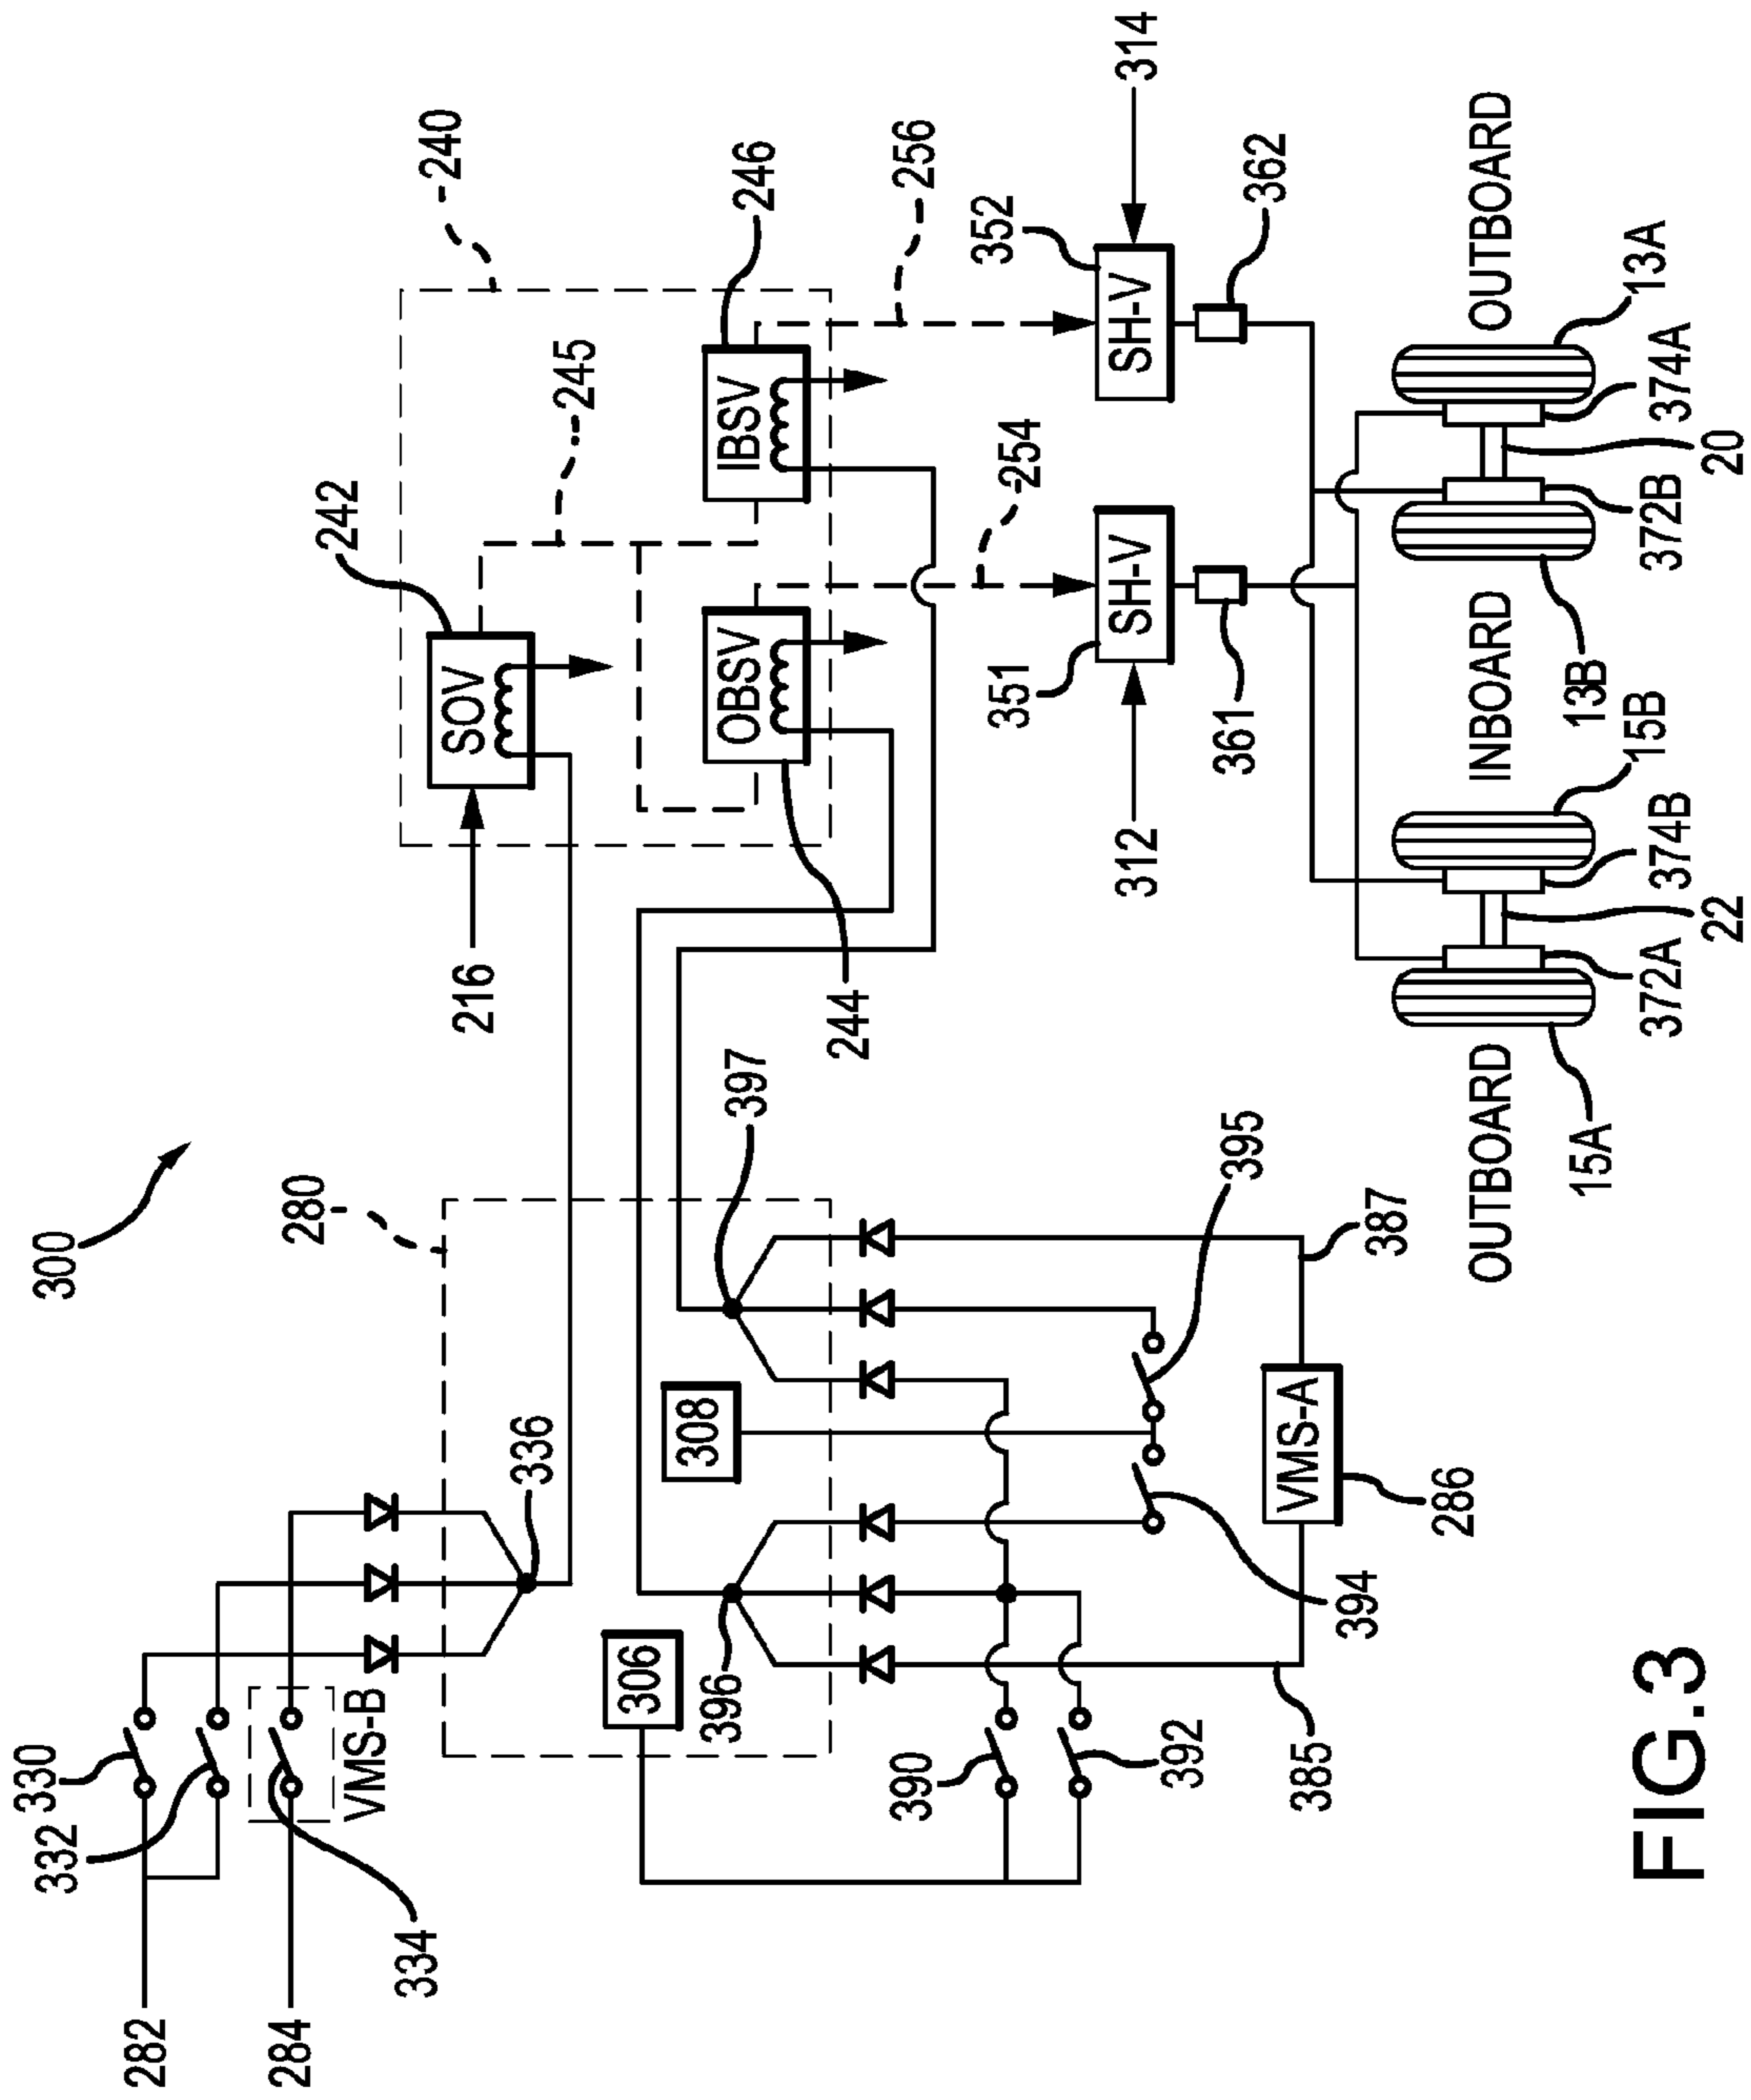 300
282
330
332
284
334
VMS-B
280
336
306
308
396
397
390
392
394
395
385
387
VMS-A
286
240
242
SOV
216
245
OBSV
244
IBSV
246
254
256
SH-V
351
312
361
SH-V
352
314
362
OUTBOARD
INBOARD
OUTBOARD
15A
372A
22
374B
15B
13B
372B
20
374A
13A
FIG.3